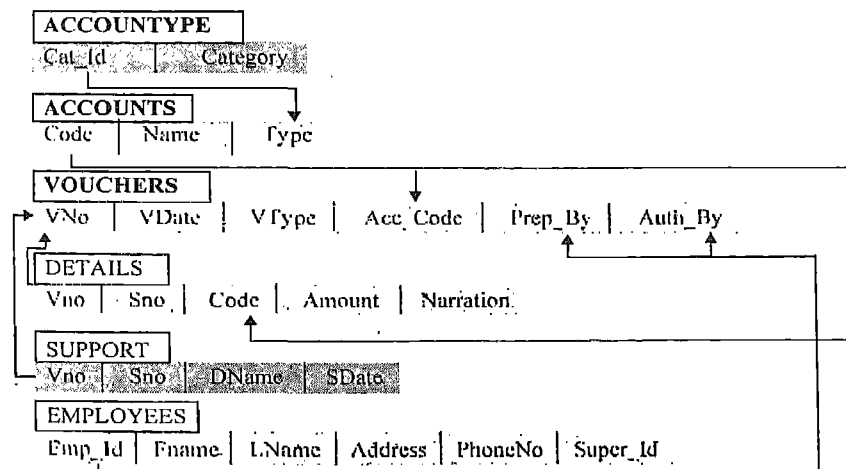 ACCOUNTYPE
Cat_Id Category
ACCOUNTS
Code Name Type
VOUCHERS
VNo VDate VType Acc_Code Prep_By Auth_By
DETAILS
Vno Sno Code Amount Narration
SUPPORT
Vno Sno DName SDate
EMPLOYEES
Emp_Id Fname LName Address PhoneNo Super_Id